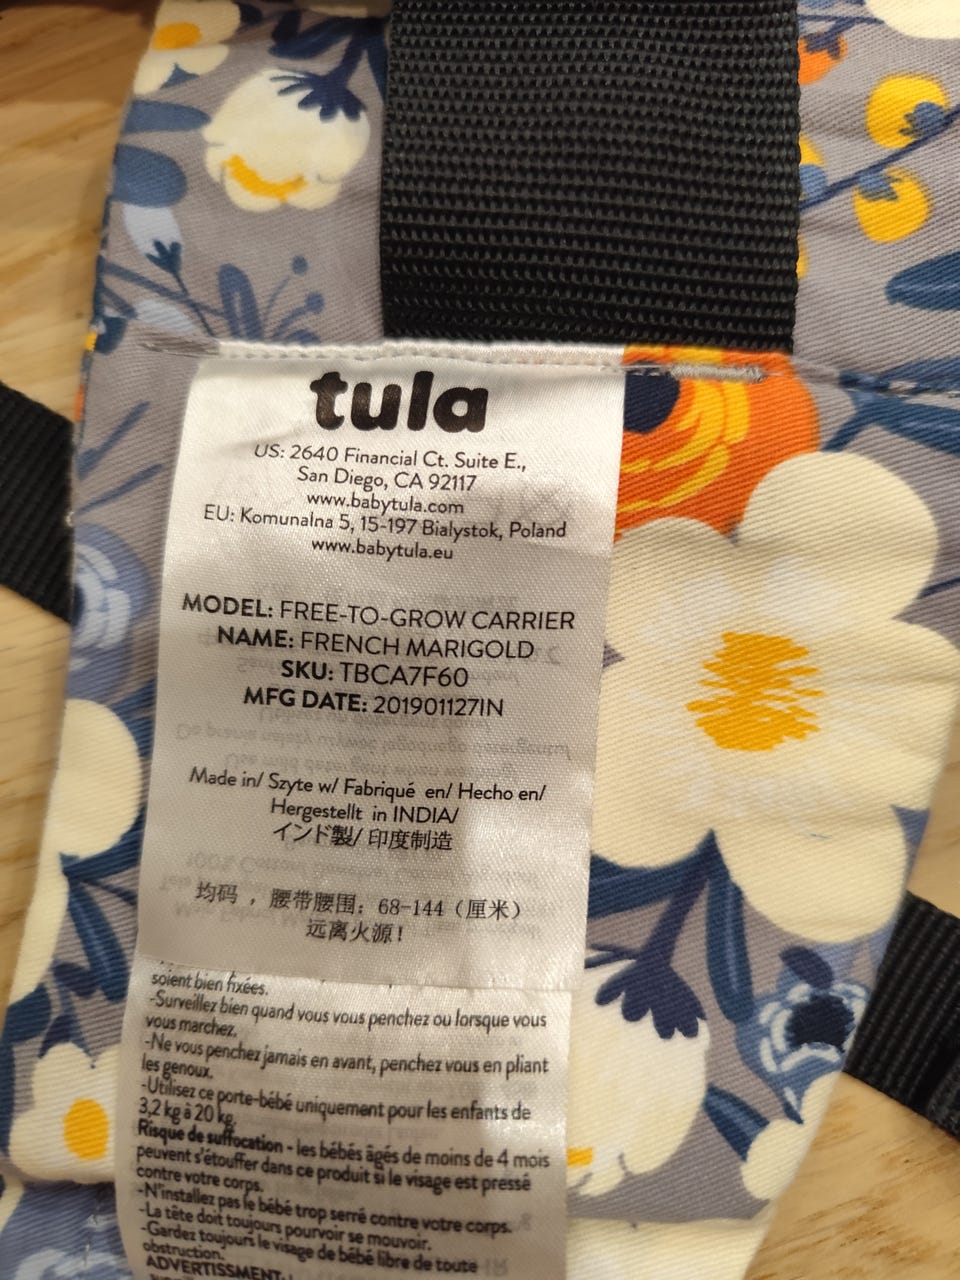 tula
US: 2640 Financial Ct. Suite E.,
San Diego, CA 92117
www.babytula.com
EU: Komunalna 5, 15-197 Bialystok, Poland
www.babytula.eu
MODEL: FREE-TO-GROW CARRIER
NAME: FRENCH MARIGOLD
SKU: TBCA7F60
MFG DATE: 201901127IN
Made in/ Szyte w/ Fabriqué en/ Hecho en/
Hergestellt in INDIA/
インド製/ 印度制造
均码 ，腰带腰围：68-144（厘米）
远离火源！
soient bien fixées.
-Surveillez bien quand vous vous penchez ou lorsque vous
vous marchez.
-Ne vous penchez jamais en avant, penchez vous en pliant
les genoux.
-Utilisez ce porte-bébé uniquement pour les enfants de
3,2 kg à 20 kg.
Risque de suffocation - les bébés âgés de moins de 4 mois
peuvent s'étouffer dans ce produit si le visage est pressé
contre votre corps.
-N'installez pas le bébé trop serré contre votre corps.
-La tête doit toujours pourvoir se mouvoir.
-Gardez toujours le visage de bébé libre de toute
obstruction.
ADVERTISSEMENT: